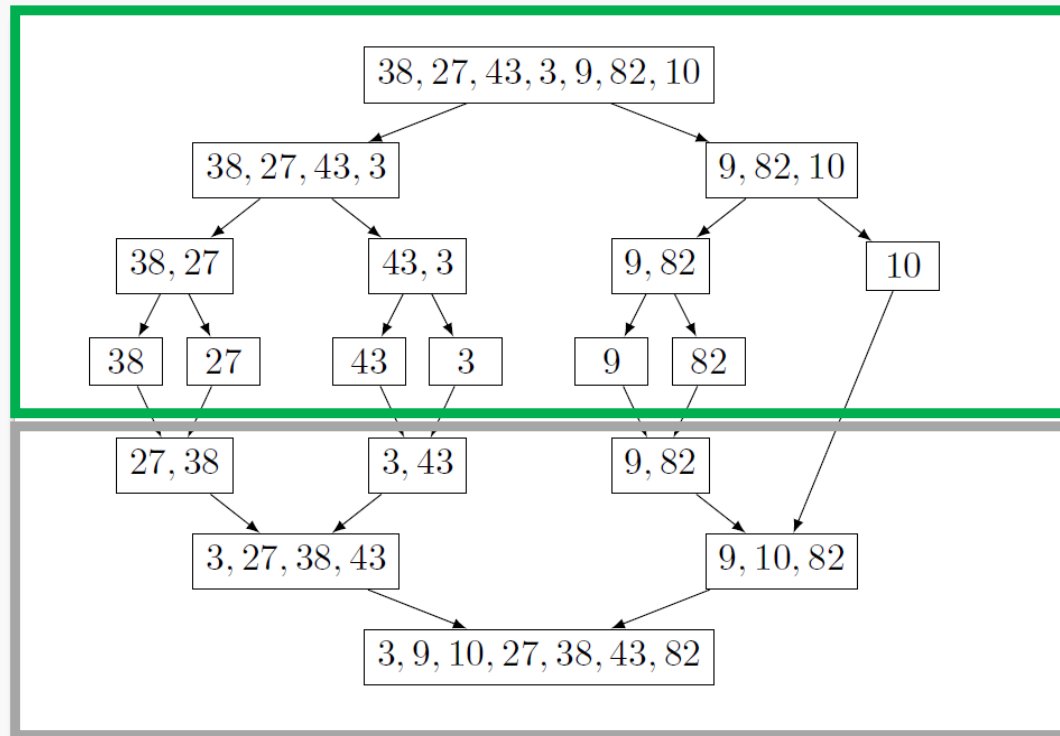 38, 27, 43, 3, 9, 82, 10
38, 27, 43, 3
9, 82, 10
38, 27
43, 3
9, 82
10
38
27
43
3
9
82
27, 38
3, 43
9, 82
3, 27, 38, 43
9, 10, 82
3, 9, 10, 27, 38, 43, 82